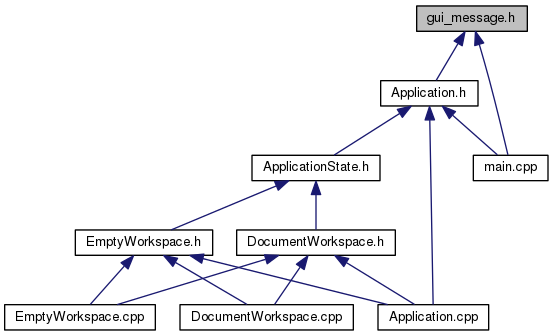 gui_message.h
Application.h
ApplicationState.h
main.cpp
EmptyWorkspace.h
DocumentWorkspace.h
EmptyWorkspace.cpp
DocumentWorkspace.cpp
Application.cpp